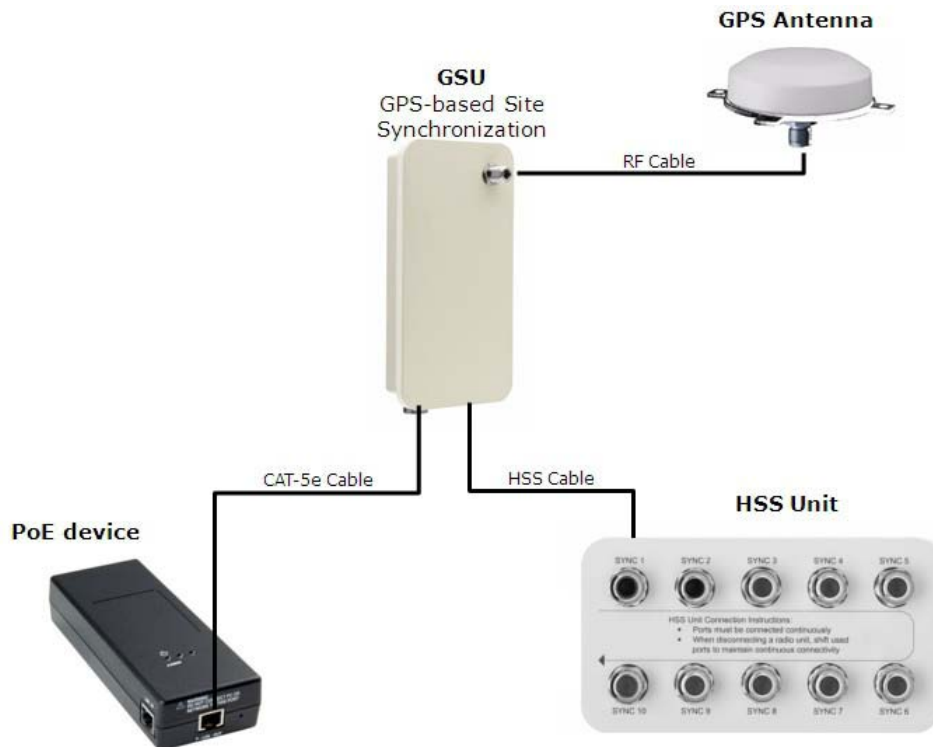 GPS Antenna
GSU
GPS-based Site
Synchronization
RF Cable
CAT-5e Cable
HSS Cable
HSS Unit
PoE device
SYNC 1 SYNC 2 SYNC 3 SYNC 4 SYNC 5
HSS Unit Connection Instructions:
• Ports must be connected continuously
• When disconnecting a radio unit, shift used
ports to maintain continuous connectivity
SYNC 10 SYNC 9 SYNC 8 SYNC 7 SYNC 6